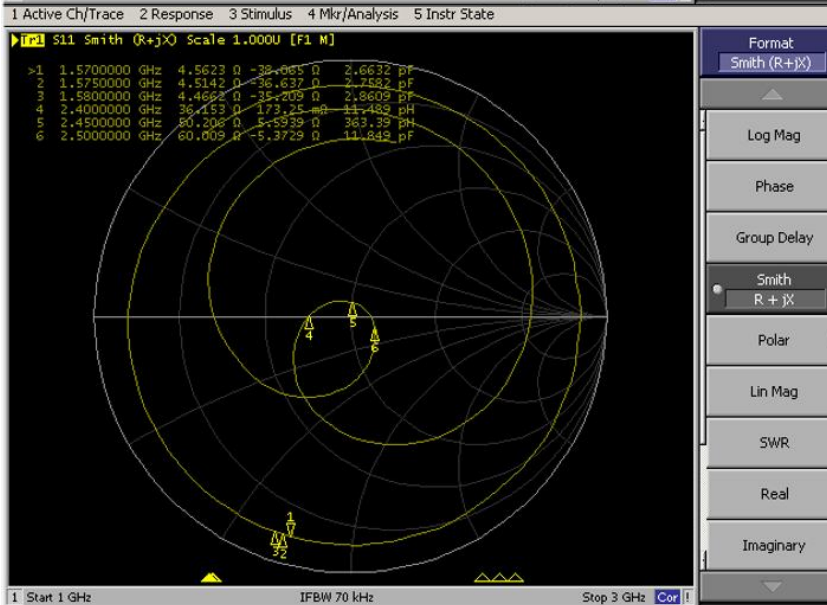 1 Active Ch/Trace 2 Response 3 Stimulus 4 Mkr/Analysis 5 Instr State
Tr1 S11 Smith (R+jX) Scale 1.000U [F1 M]
>1 1.5700000 GHz 4.5623 Ω -38.065 Ω 2.6632 pF
2 1.5750000 GHz 4.5142 Ω -36.637 Ω 2.7582 pF
3 1.5800000 GHz 4.4662 Ω -35.209 Ω 2.8609 pF
4 2.4000000 GHz 36.153 Ω 173.25 mΩ 11.489 pH
5 2.4500000 GHz 50.206 Ω 5.5939 Ω 363.39 pH
6 2.5000000 GHz 60.009 Ω -5.3729 Ω 11.849 pF
4
5
6
1
3
2
1 Start 1 GHz IFBW 70 kHz Stop 3 GHz Cor !
Format
Smith (R+jX)
Log Mag
Phase
Group Delay
Smith
R + jX
Polar
Lin Mag
SWR
Real
Imaginary